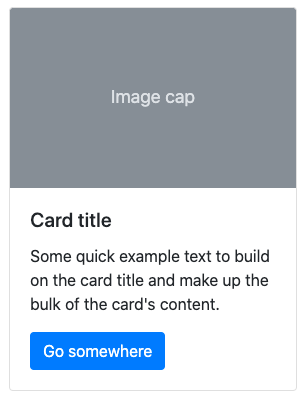 Image cap
Card title
Some quick example text to build
on the card title and make up the
bulk of the card's content.
Go somewhere